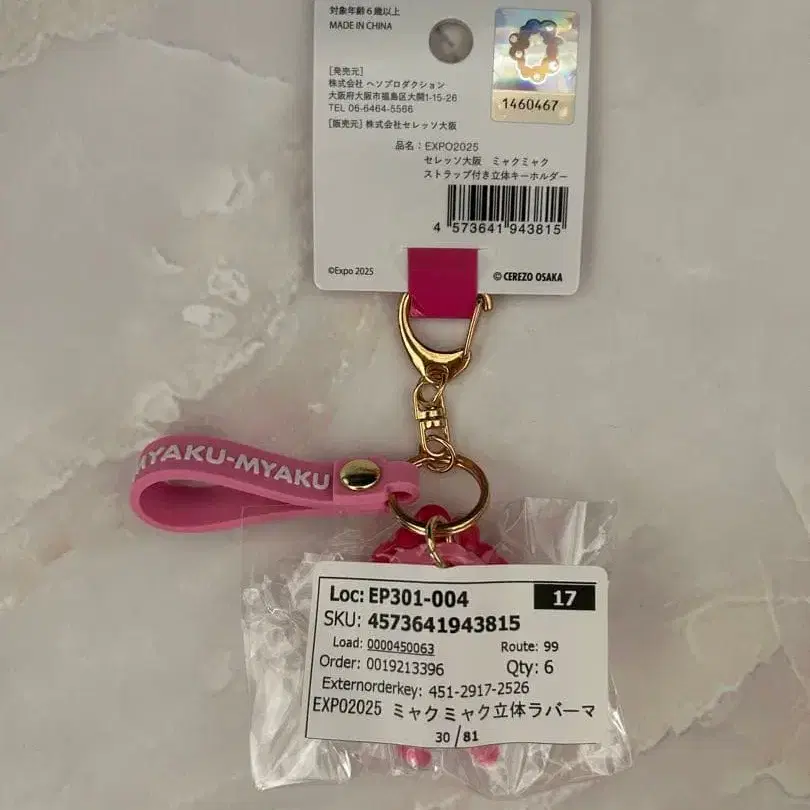 対象年齢6歳以上
MADE IN CHINA
[発売元]
株式会社 ヘソプロダクション
大阪府大阪市福島区大開1-15-26
TEL 06-6464-5566
[販売元] 株式会社セレッソ大阪
1460467
品名：EXPO2025
セレッソ大阪　ミャクミャク
ストラップ付き立体キーホルダー
4 573641 943815
©Expo 2025
© CEREZO OSAKA
MYAKU-MYAKU
Loc: EP301-004
17
SKU: 4573641943815
Load: 0000450063
Route: 99
Order: 0019213396
Qty: 6
Externorderkey: 451-2917-2526
EXPO2025 ミャクミャク立体ラバーマ
30 / 81